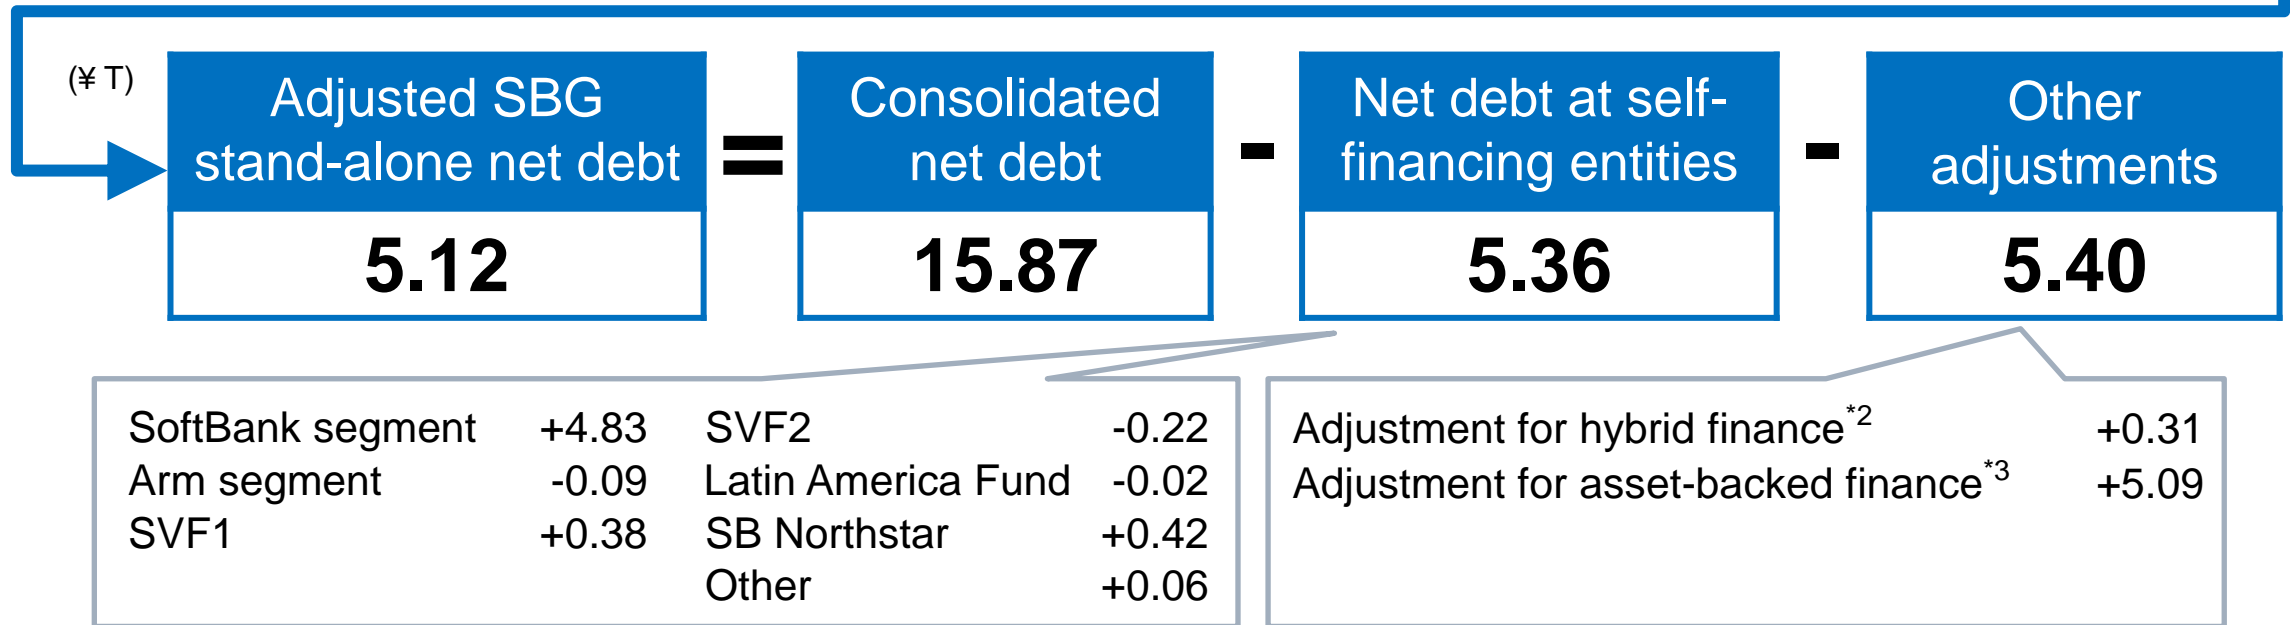 (¥ T)
Adjusted SBG
stand-alone net debt
5.12
=
Consolidated
net debt
15.87
-
Net debt at self-
financing entities
5.36
-
Other
adjustments
5.40
SoftBank segment +4.83
Arm segment -0.09
SVF1 +0.38
SVF2 -0.22
Latin America Fund -0.02
SB Northstar +0.42
Other +0.06
Adjustment for hybrid finance*2 +0.31
Adjustment for asset-backed finance*3 +5.09